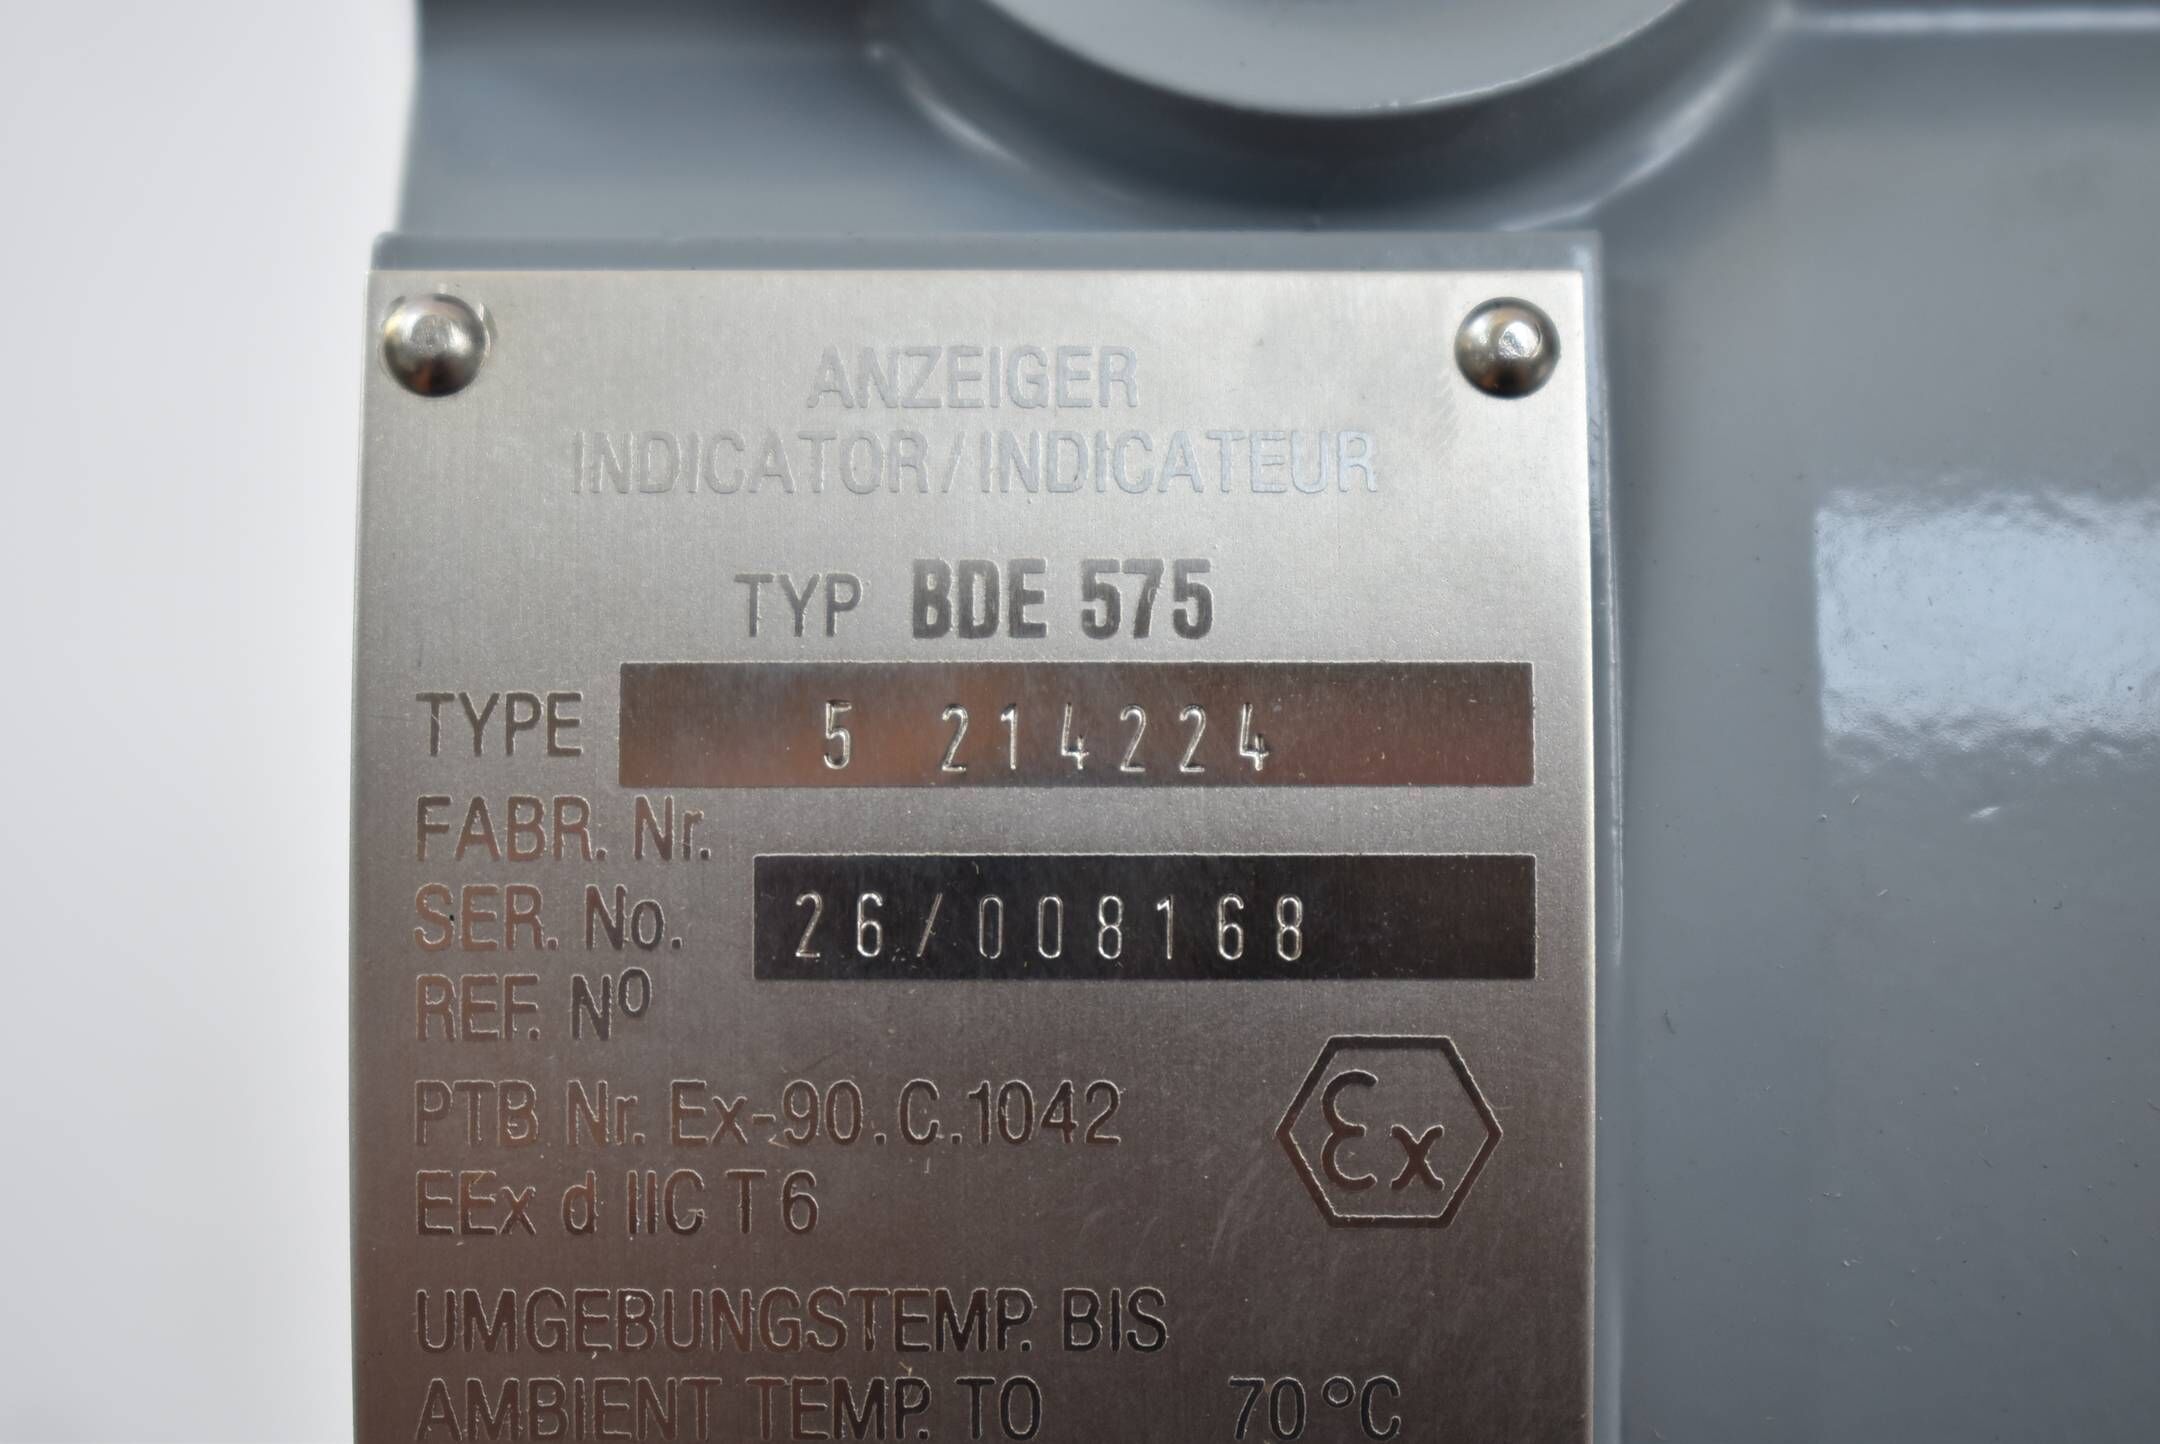 ANZEIGER
INDICATOR/INDICATEUR
TYP BDE 575
TYPE 5 214224
FABR. Nr.
SER. No. 26/008168
REF. Nº
PTB Nr. Ex-90.C.1042
EEx d IIC T6
Ex
UMGEBUNGSTEMP. BIS
AMBIENT TEMP. TO 70°C